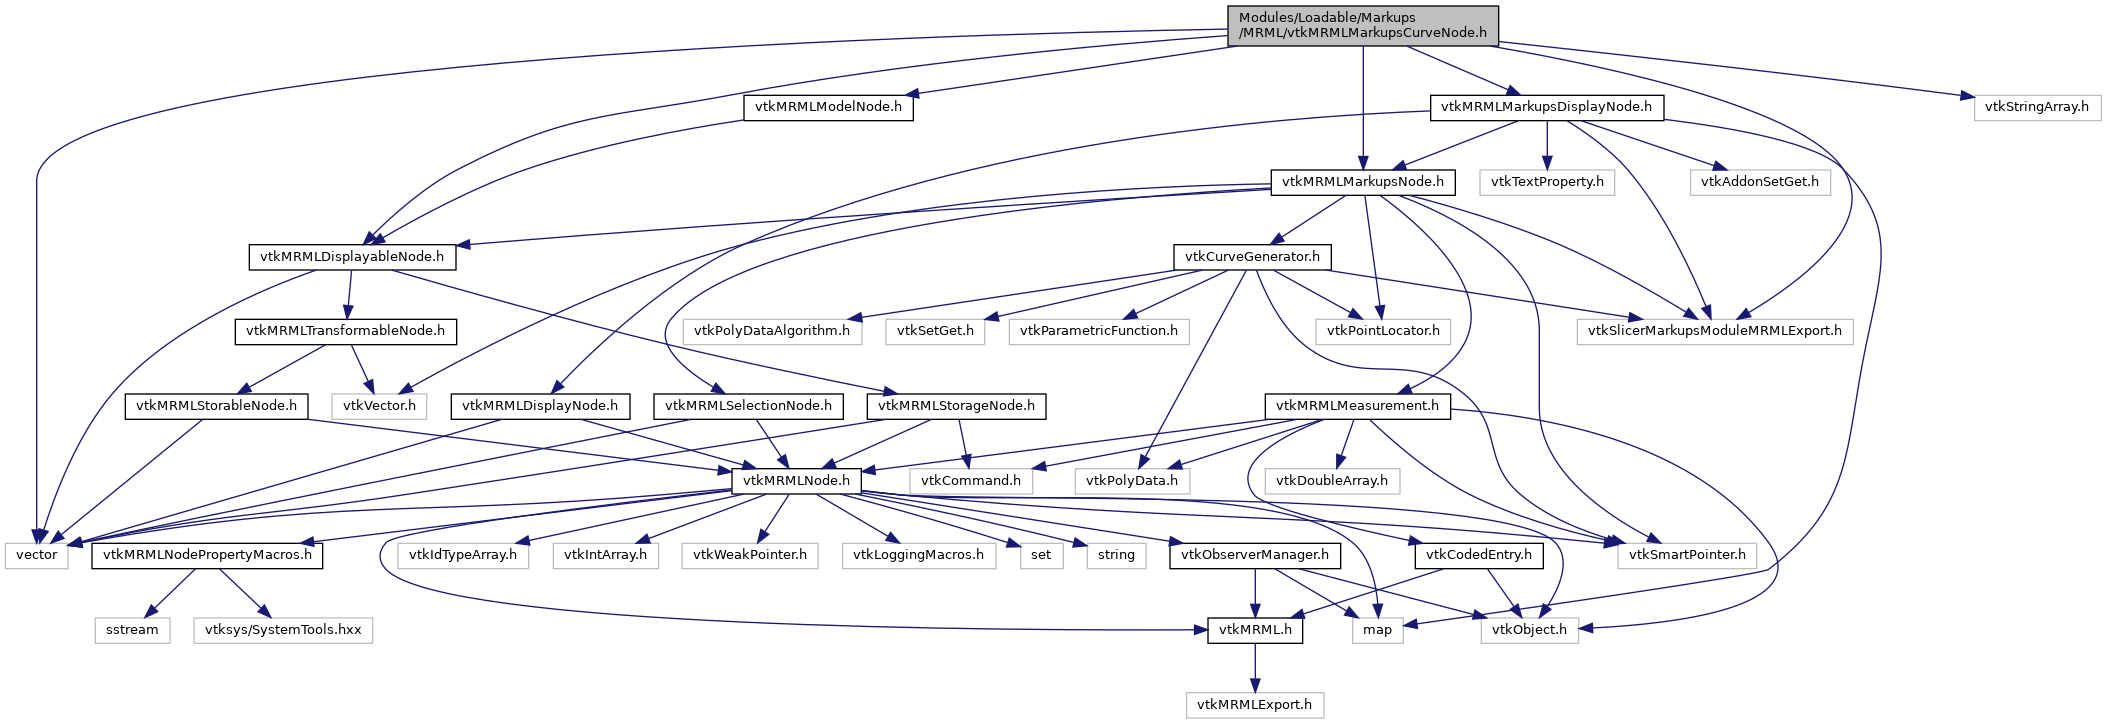 Modules/Loadable/Markups
/MRML/vtkMRMLMarkupsCurveNode.h
vtkMRMLModelNode.h
vtkMRMLMarkupsDisplayNode.h
vtkStringArray.h
vtkMRMLMarkupsNode.h
vtkTextProperty.h
vtkAddonSetGet.h
vtkMRMLDisplayableNode.h
vtkCurveGenerator.h
vtkMRMLTransformableNode.h
vtkPolyDataAlgorithm.h
vtkSetGet.h
vtkParametricFunction.h
vtkPointLocator.h
vtkSlicerMarkupsModuleMRMLExport.h
vtkMRMLStorableNode.h
vtkVector.h
vtkMRMLDisplayNode.h
vtkMRMLSelectionNode.h
vtkMRMLStorageNode.h
vtkMRMLMeasurement.h
vtkMRMLNode.h
vtkCommand.h
vtkPolyData.h
vtkDoubleArray.h
vector
vtkMRMLNodePropertyMacros.h
vtkIdTypeArray.h
vtkIntArray.h
vtkWeakPointer.h
vtkLoggingMacros.h
set
string
vtkObserverManager.h
vtkCodedEntry.h
vtkSmartPointer.h
sstream
vtksys/SystemTools.hxx
vtkMRML.h
map
vtkObject.h
vtkMRMLExport.h